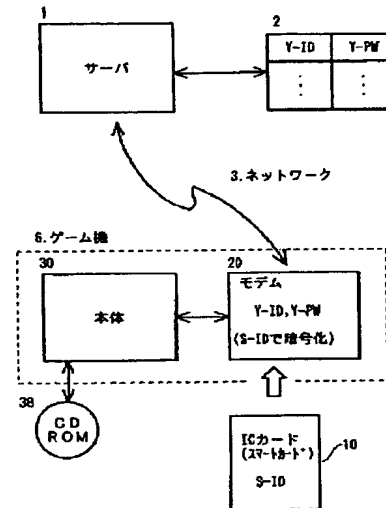 1
サーバ
2
Y-ID Y-PW
⋮ ⋮
3.ネットワーク
6.ゲーム機
30
本体
20
モデム
Y-ID,Y-PW
(S-IDで暗号化)
38
CD
ROM
ICカード
(スマートカード)
S-ID
10